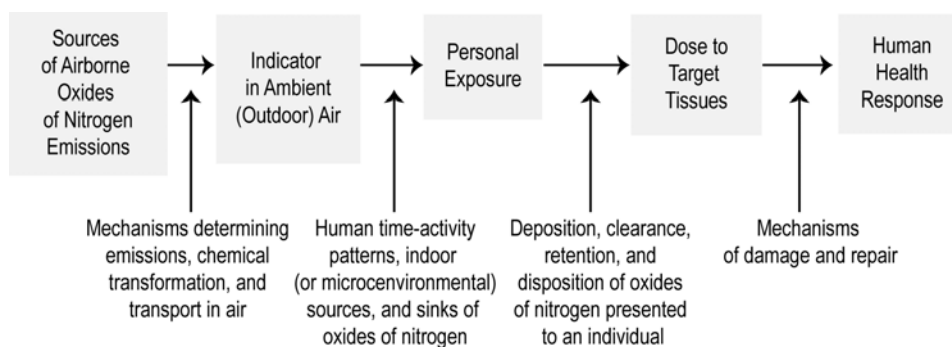 Sources
of Airborne
Oxides
of Nitrogen
Emissions
Indicator
in Ambient
(Outdoor) Air
Personal
Exposure
Dose to
Target
Tissues
Human
Health
Response
Mechanisms determining
emissions, chemical
transformation, and
transport in air
Human time-activity
patterns, indoor
(or microenvironmental)
sources, and sinks of
oxides of nitrogen
Deposition, clearance,
retention, and
disposition of oxides
of nitrogen presented
to an individual
Mechanisms
of damage and repair